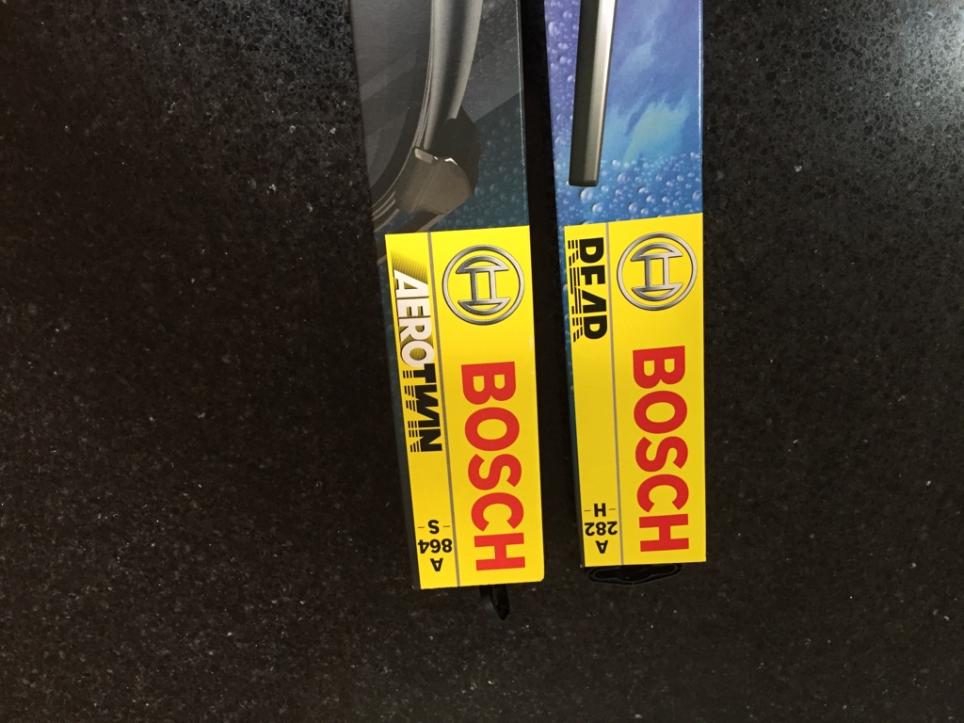 AEROTWIN
BOSCH
A
864
-S-
REAR
BOSCH
A
282
-H-